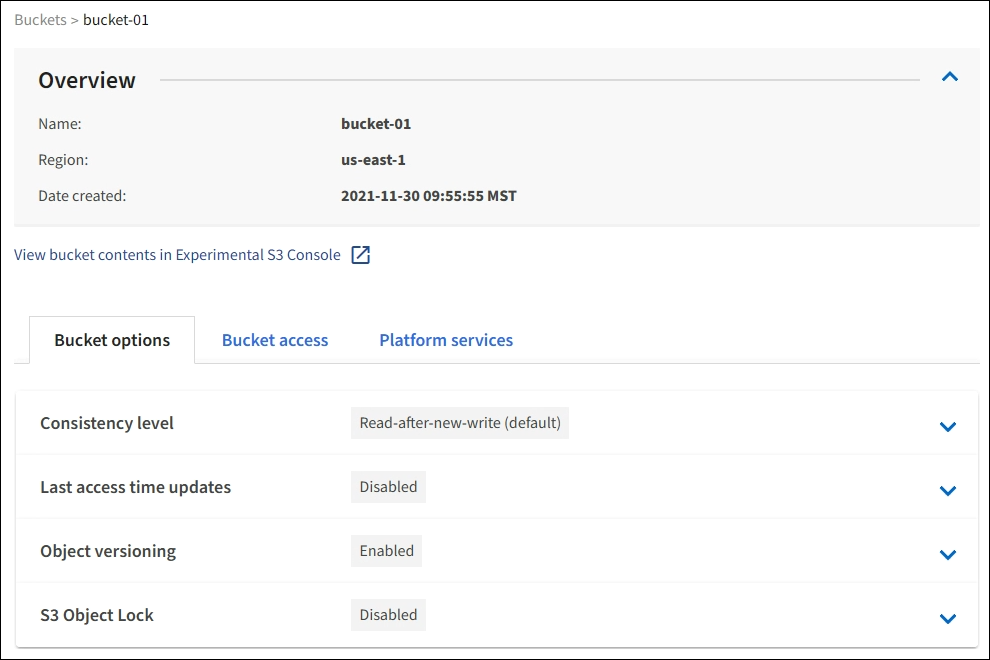 Buckets > bucket-01
Overview
Name: bucket-01
Region: us-east-1
Date created: 2021-11-30 09:55:55 MST
View bucket contents in Experimental S3 Console
Bucket options Bucket access Platform services
Consistency level Read-after-new-write (default)
Last access time updates Disabled
Object versioning Enabled
S3 Object Lock Disabled